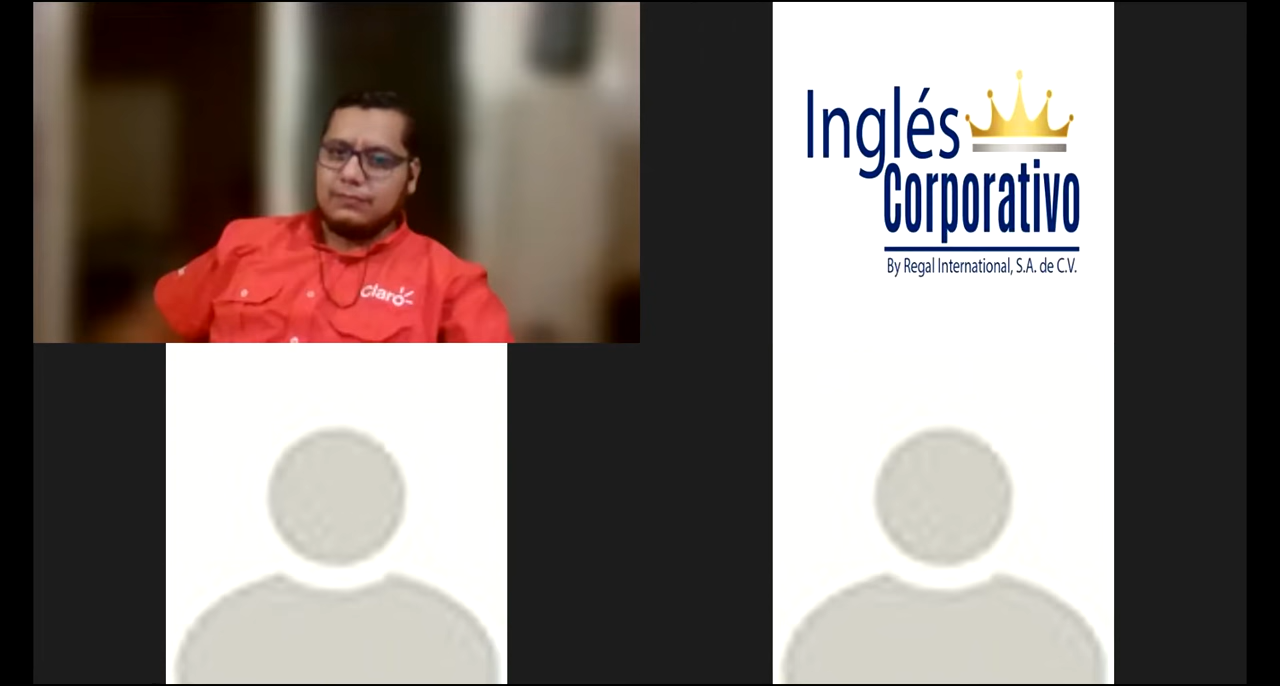 claro
Inglés
Corporativo
By Regal International, S.A. de C.V.